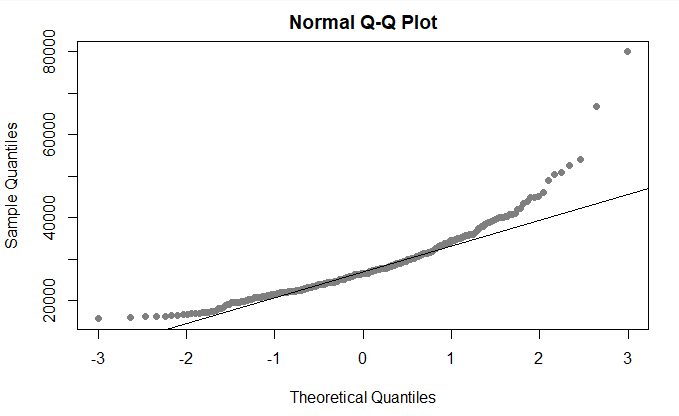 Normal Q-Q Plot
Sample Quantiles
80000
60000
40000
20000
-3 -2 -1 0 1 2 3
Theoretical Quantiles